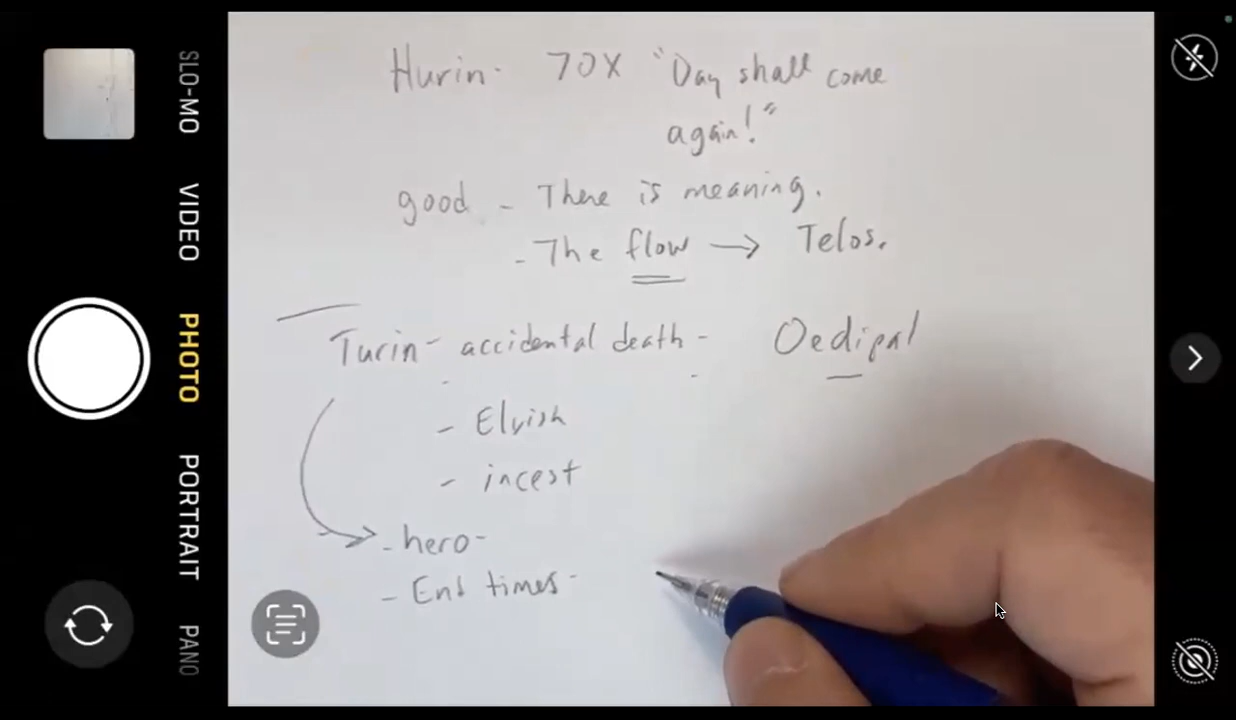 Hurin- 70X "Day shall come
again!"
good - There is meaning.
- The flow → Telos.
Turin- accidental death - Oedipal
- Elvish
- incest
- hero-
- End times-
SLO-MO
VIDEO
PHOTO
PORTRAIT
PANO